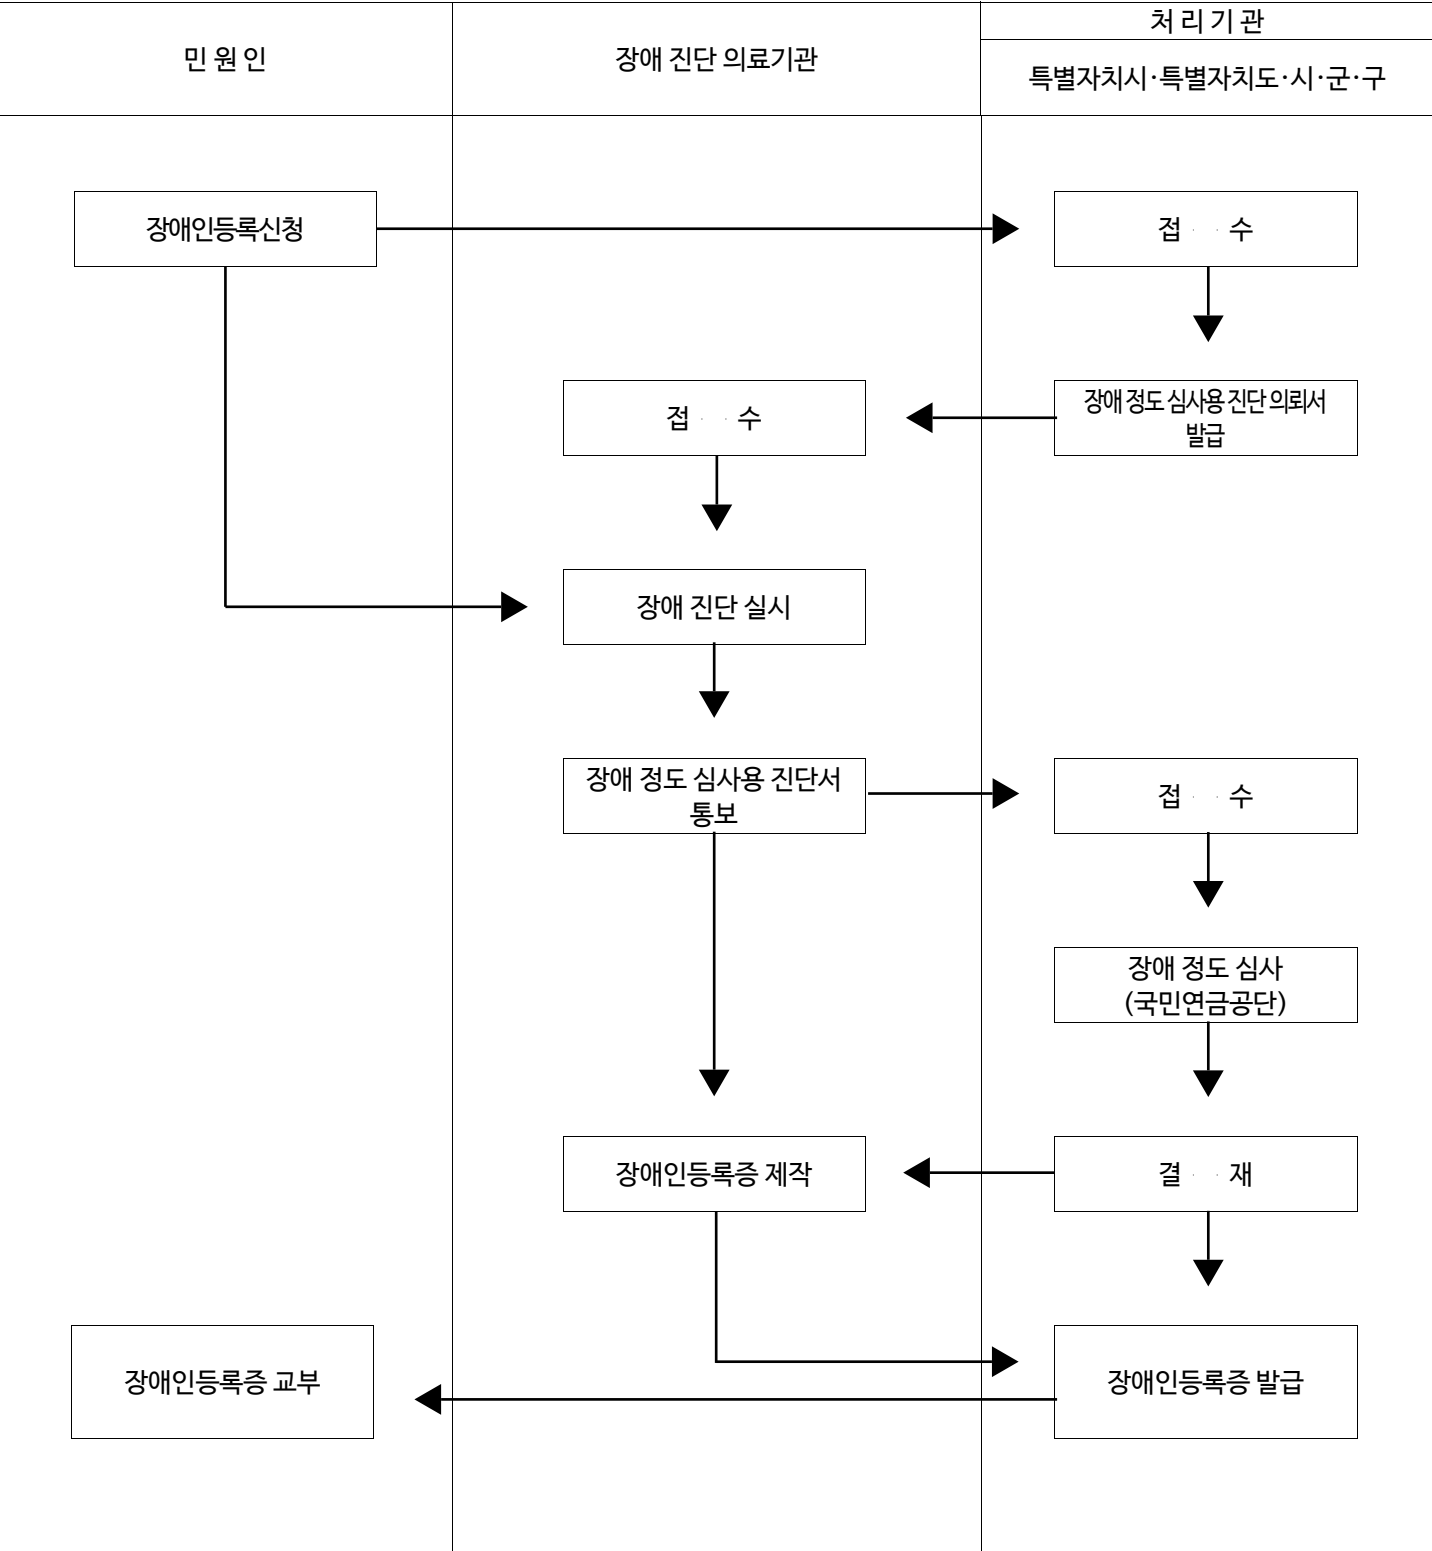 민 원 인
장애 진단 의료기관
처 리 기 관
특별자치시·특별자치도·시·군·구
장애인등록신청
접 수
접 수
장애 정도 심사용 진단 의뢰서
발급
장애 진단 실시
장애 정도 심사용 진단서
통보
접 수
장애 정도 심사
(국민연금공단)
장애인등록증 제작
결 재
장애인등록증 교부
장애인등록증 발급